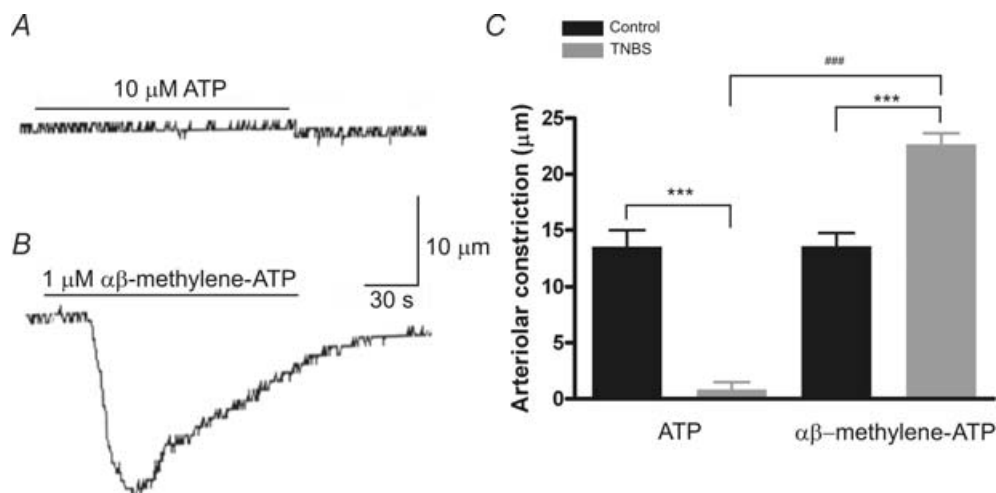 A
10 μM ATP
10 μm
30 s
B
1 μM αβ-methylene-ATP
C
Control
TNBS
###
***
***
Arteriolar constriction (μm)
25
20
15
10
5
0
ATP
αβ–methylene-ATP